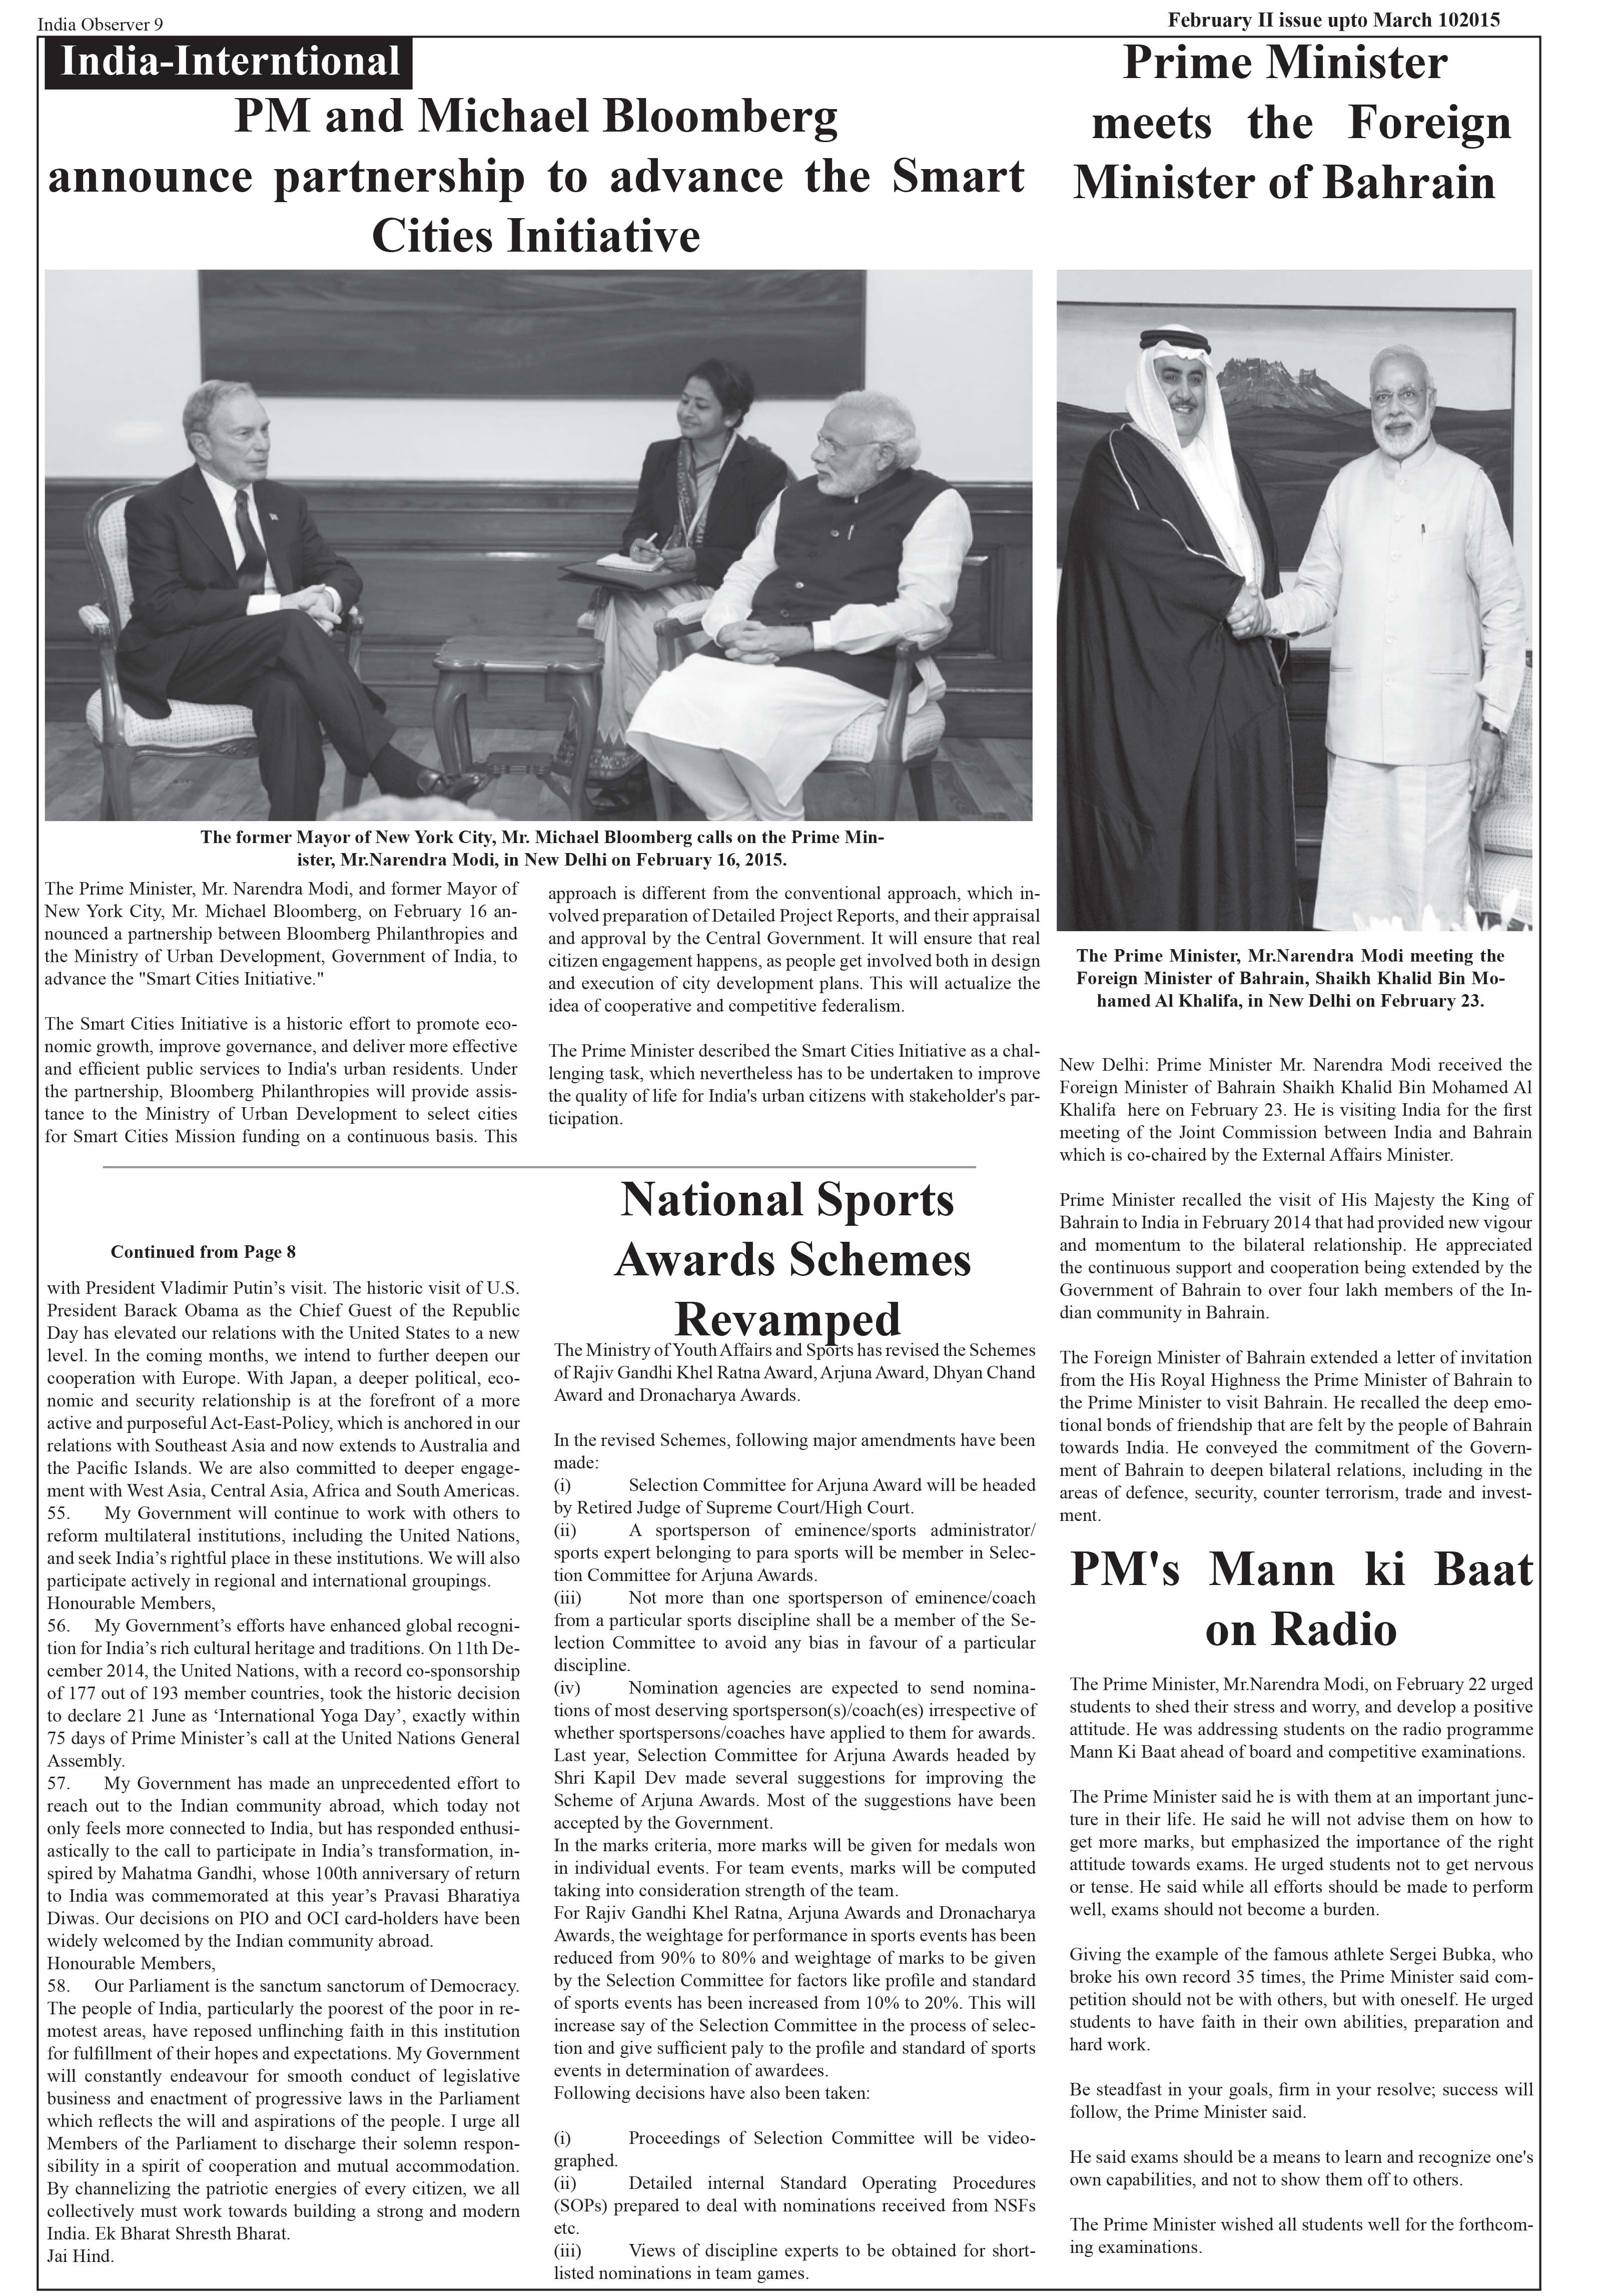 India Observer 9
February II issue upto March 102015
India-Interntional
PM and Michael Bloomberg
announce partnership to advance the Smart
Cities Initiative
The former Mayor of New York City, Mr. Michael Bloomberg calls on the Prime Min-
ister, Mr.Narendra Modi, in New Delhi on February 16, 2015.
The Prime Minister, Mr. Narendra Modi, and former Mayor of
New York City, Mr. Michael Bloomberg, on February 16 an-
nounced a partnership between Bloomberg Philanthropies and
the Ministry of Urban Development, Government of India, to
advance the "Smart Cities Initiative."
The Smart Cities Initiative is a historic effort to promote eco-
nomic growth, improve governance, and deliver more effective
and efficient public services to India's urban residents. Under
the partnership, Bloomberg Philanthropies will provide assis-
tance to the Ministry of Urban Development to select cities
for Smart Cities Mission funding on a continuous basis. This
approach is different from the conventional approach, which in-
volved preparation of Detailed Project Reports, and their appraisal
and approval by the Central Government. It will ensure that real
citizen engagement happens, as people get involved both in design
and execution of city development plans. This will actualize the
idea of cooperative and competitive federalism.
The Prime Minister described the Smart Cities Initiative as a chal-
lenging task, which nevertheless has to be undertaken to improve
the quality of life for India's urban citizens with stakeholder's par-
ticipation.
Prime Minister
meets the Foreign
Minister of Bahrain
The Prime Minister, Mr.Narendra Modi meeting the
Foreign Minister of Bahrain, Shaikh Khalid Bin Mo-
hamed Al Khalifa, in New Delhi on February 23.
New Delhi: Prime Minister Mr. Narendra Modi received the
Foreign Minister of Bahrain Shaikh Khalid Bin Mohamed Al
Khalifa here on February 23. He is visiting India for the first
meeting of the Joint Commission between India and Bahrain
which is co-chaired by the External Affairs Minister.
Prime Minister recalled the visit of His Majesty the King of
Bahrain to India in February 2014 that had provided new vigour
and momentum to the bilateral relationship. He appreciated
the continuous support and cooperation being extended by the
Government of Bahrain to over four lakh members of the In-
dian community in Bahrain.
The Foreign Minister of Bahrain extended a letter of invitation
from the His Royal Highness the Prime Minister of Bahrain to
the Prime Minister to visit Bahrain. He recalled the deep emo-
tional bonds of friendship that are felt by the people of Bahrain
towards India. He conveyed the commitment of the Govern-
ment of Bahrain to deepen bilateral relations, including in the
areas of defence, security, counter terrorism, trade and invest-
ment.
Continued from Page 8
with President Vladimir Putin’s visit. The historic visit of U.S.
President Barack Obama as the Chief Guest of the Republic
Day has elevated our relations with the United States to a new
level. In the coming months, we intend to further deepen our
cooperation with Europe. With Japan, a deeper political, eco-
nomic and security relationship is at the forefront of a more
active and purposeful Act-East-Policy, which is anchored in our
relations with Southeast Asia and now extends to Australia and
the Pacific Islands. We are also committed to deeper engage-
ment with West Asia, Central Asia, Africa and South Americas.
55. My Government will continue to work with others to
reform multilateral institutions, including the United Nations,
and seek India’s rightful place in these institutions. We will also
participate actively in regional and international groupings.
Honourable Members,
56. My Government’s efforts have enhanced global recogni-
tion for India’s rich cultural heritage and traditions. On 11th De-
cember 2014, the United Nations, with a record co-sponsorship
of 177 out of 193 member countries, took the historic decision
to declare 21 June as ‘International Yoga Day’, exactly within
75 days of Prime Minister’s call at the United Nations General
Assembly.
57. My Government has made an unprecedented effort to
reach out to the Indian community abroad, which today not
only feels more connected to India, but has responded enthusi-
astically to the call to participate in India’s transformation, in-
spired by Mahatma Gandhi, whose 100th anniversary of return
to India was commemorated at this year’s Pravasi Bharatiya
Diwas. Our decisions on PIO and OCI card-holders have been
widely welcomed by the Indian community abroad.
Honourable Members,
58. Our Parliament is the sanctum sanctorum of Democracy.
The people of India, particularly the poorest of the poor in re-
motest areas, have reposed unflinching faith in this institution
for fulfillment of their hopes and expectations. My Government
will constantly endeavour for smooth conduct of legislative
business and enactment of progressive laws in the Parliament
which reflects the will and aspirations of the people. I urge all
Members of the Parliament to discharge their solemn respon-
sibility in a spirit of cooperation and mutual accommodation.
By channelizing the patriotic energies of every citizen, we all
collectively must work towards building a strong and modern
India. Ek Bharat Shresth Bharat.
Jai Hind.
National Sports
Awards Schemes
Revamped
The Ministry of Youth Affairs and Sports has revised the Schemes
of Rajiv Gandhi Khel Ratna Award, Arjuna Award, Dhyan Chand
Award and Dronacharya Awards.
In the revised Schemes, following major amendments have been
made:
(i) Selection Committee for Arjuna Award will be headed
by Retired Judge of Supreme Court/High Court.
(ii) A sportsperson of eminence/sports administrator/
sports expert belonging to para sports will be member in Selec-
tion Committee for Arjuna Awards.
(iii) Not more than one sportsperson of eminence/coach
from a particular sports discipline shall be a member of the Se-
lection Committee to avoid any bias in favour of a particular
discipline.
(iv) Nomination agencies are expected to send nomina-
tions of most deserving sportsperson(s)/coach(es) irrespective of
whether sportspersons/coaches have applied to them for awards.
Last year, Selection Committee for Arjuna Awards headed by
Shri Kapil Dev made several suggestions for improving the
Scheme of Arjuna Awards. Most of the suggestions have been
accepted by the Government.
In the marks criteria, more marks will be given for medals won
in individual events. For team events, marks will be computed
taking into consideration strength of the team.
For Rajiv Gandhi Khel Ratna, Arjuna Awards and Dronacharya
Awards, the weightage for performance in sports events has been
reduced from 90% to 80% and weightage of marks to be given
by the Selection Committee for factors like profile and standard
of sports events has been increased from 10% to 20%. This will
increase say of the Selection Committee in the process of selec-
tion and give sufficient paly to the profile and standard of sports
events in determination of awardees.
Following decisions have also been taken:
(i) Proceedings of Selection Committee will be video-
graphed.
(ii) Detailed internal Standard Operating Procedures
(SOPs) prepared to deal with nominations received from NSFs
etc.
(iii) Views of discipline experts to be obtained for short-
listed nominations in team games.
PM's Mann ki Baat
on Radio
The Prime Minister, Mr.Narendra Modi, on February 22 urged
students to shed their stress and worry, and develop a positive
attitude. He was addressing students on the radio programme
Mann Ki Baat ahead of board and competitive examinations.
The Prime Minister said he is with them at an important junc-
ture in their life. He said he will not advise them on how to
get more marks, but emphasized the importance of the right
attitude towards exams. He urged students not to get nervous
or tense. He said while all efforts should be made to perform
well, exams should not become a burden.
Giving the example of the famous athlete Sergei Bubka, who
broke his own record 35 times, the Prime Minister said com-
petition should not be with others, but with oneself. He urged
students to have faith in their own abilities, preparation and
hard work.
Be steadfast in your goals, firm in your resolve; success will
follow, the Prime Minister said.
He said exams should be a means to learn and recognize one's
own capabilities, and not to show them off to others.
The Prime Minister wished all students well for the forthcom-
ing examinations.